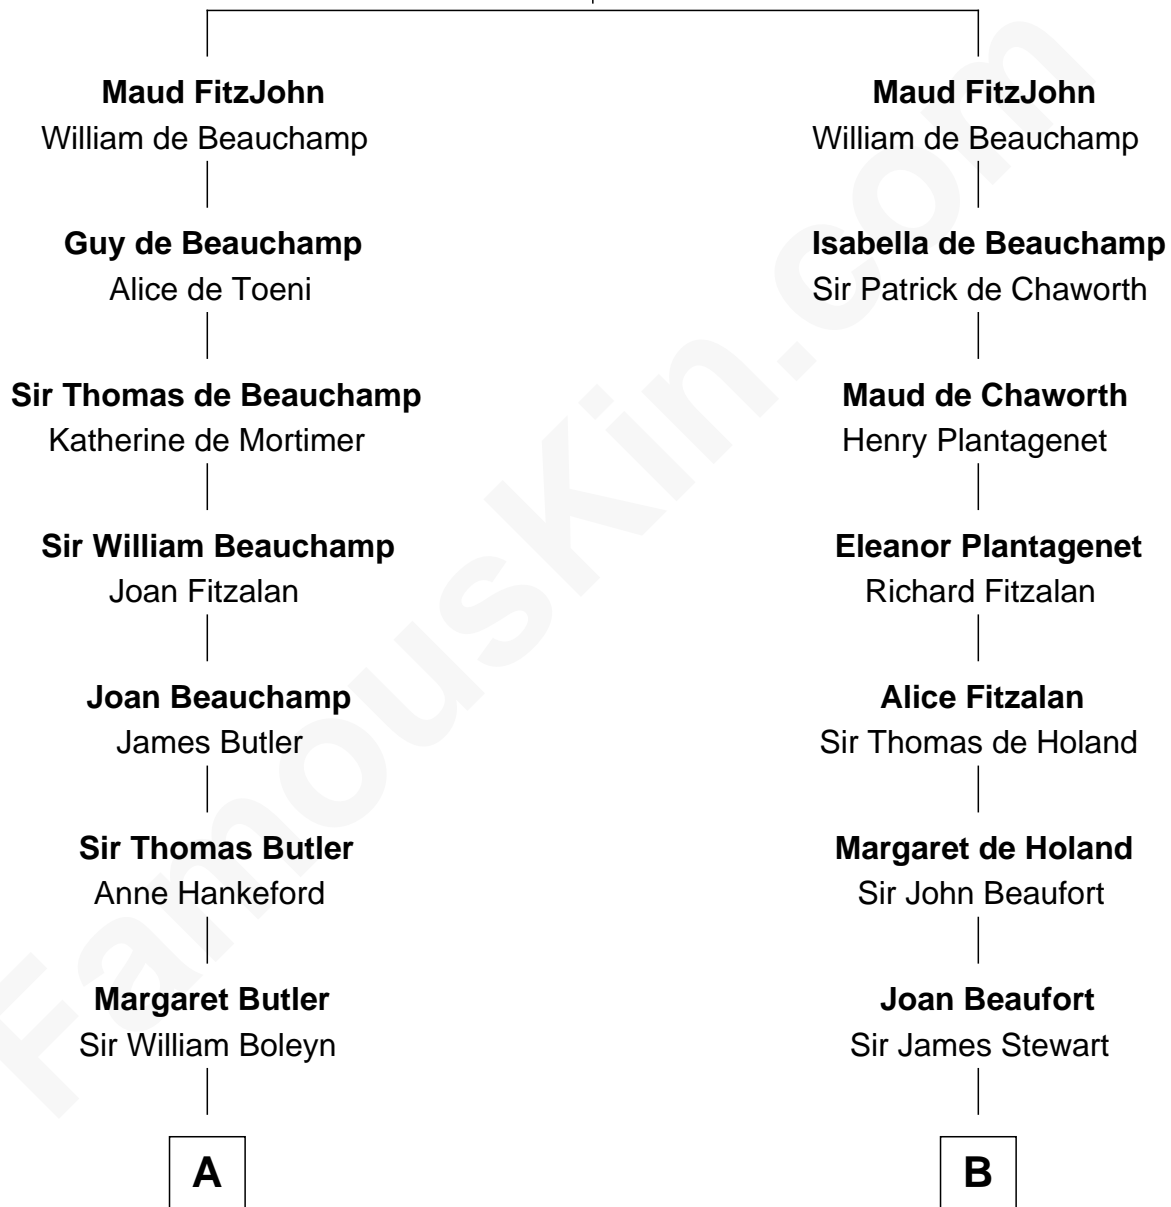 Maud FitzJohn
William de Beauchamp
Maud FitzJohn
William de Beauchamp
Guy de Beauchamp
Alice de Toeni
Isabella de Beauchamp
Sir Patrick de Chaworth
Sir Thomas de Beauchamp
Katherine de Mortimer
Maud de Chaworth
Henry Plantagenet
Sir William Beauchamp
Joan Fitzalan
Eleanor Plantagenet
Richard Fitzalan
Joan Beauchamp
James Butler
Alice Fitzalan
Sir Thomas de Holand
Sir Thomas Butler
Anne Hankeford
Margaret de Holand
Sir John Beaufort
Margaret Butler
Sir William Boleyn
Joan Beaufort
Sir James Stewart
A
B
FamousKin.com